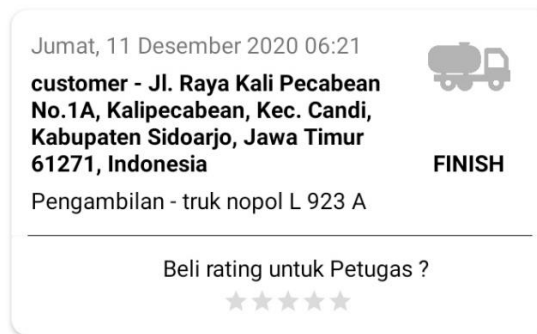 Jumat, 11 Desember 2020 06:21
customer - Jl. Raya Kali Pecabean
No.1A, Kalipecabean, Kec. Candi,
Kabupaten Sidoarjo, Jawa Timur
61271, Indonesia
FINISH
Pengambilan - truk nopol L 923 A
Beli rating untuk Petugas ?